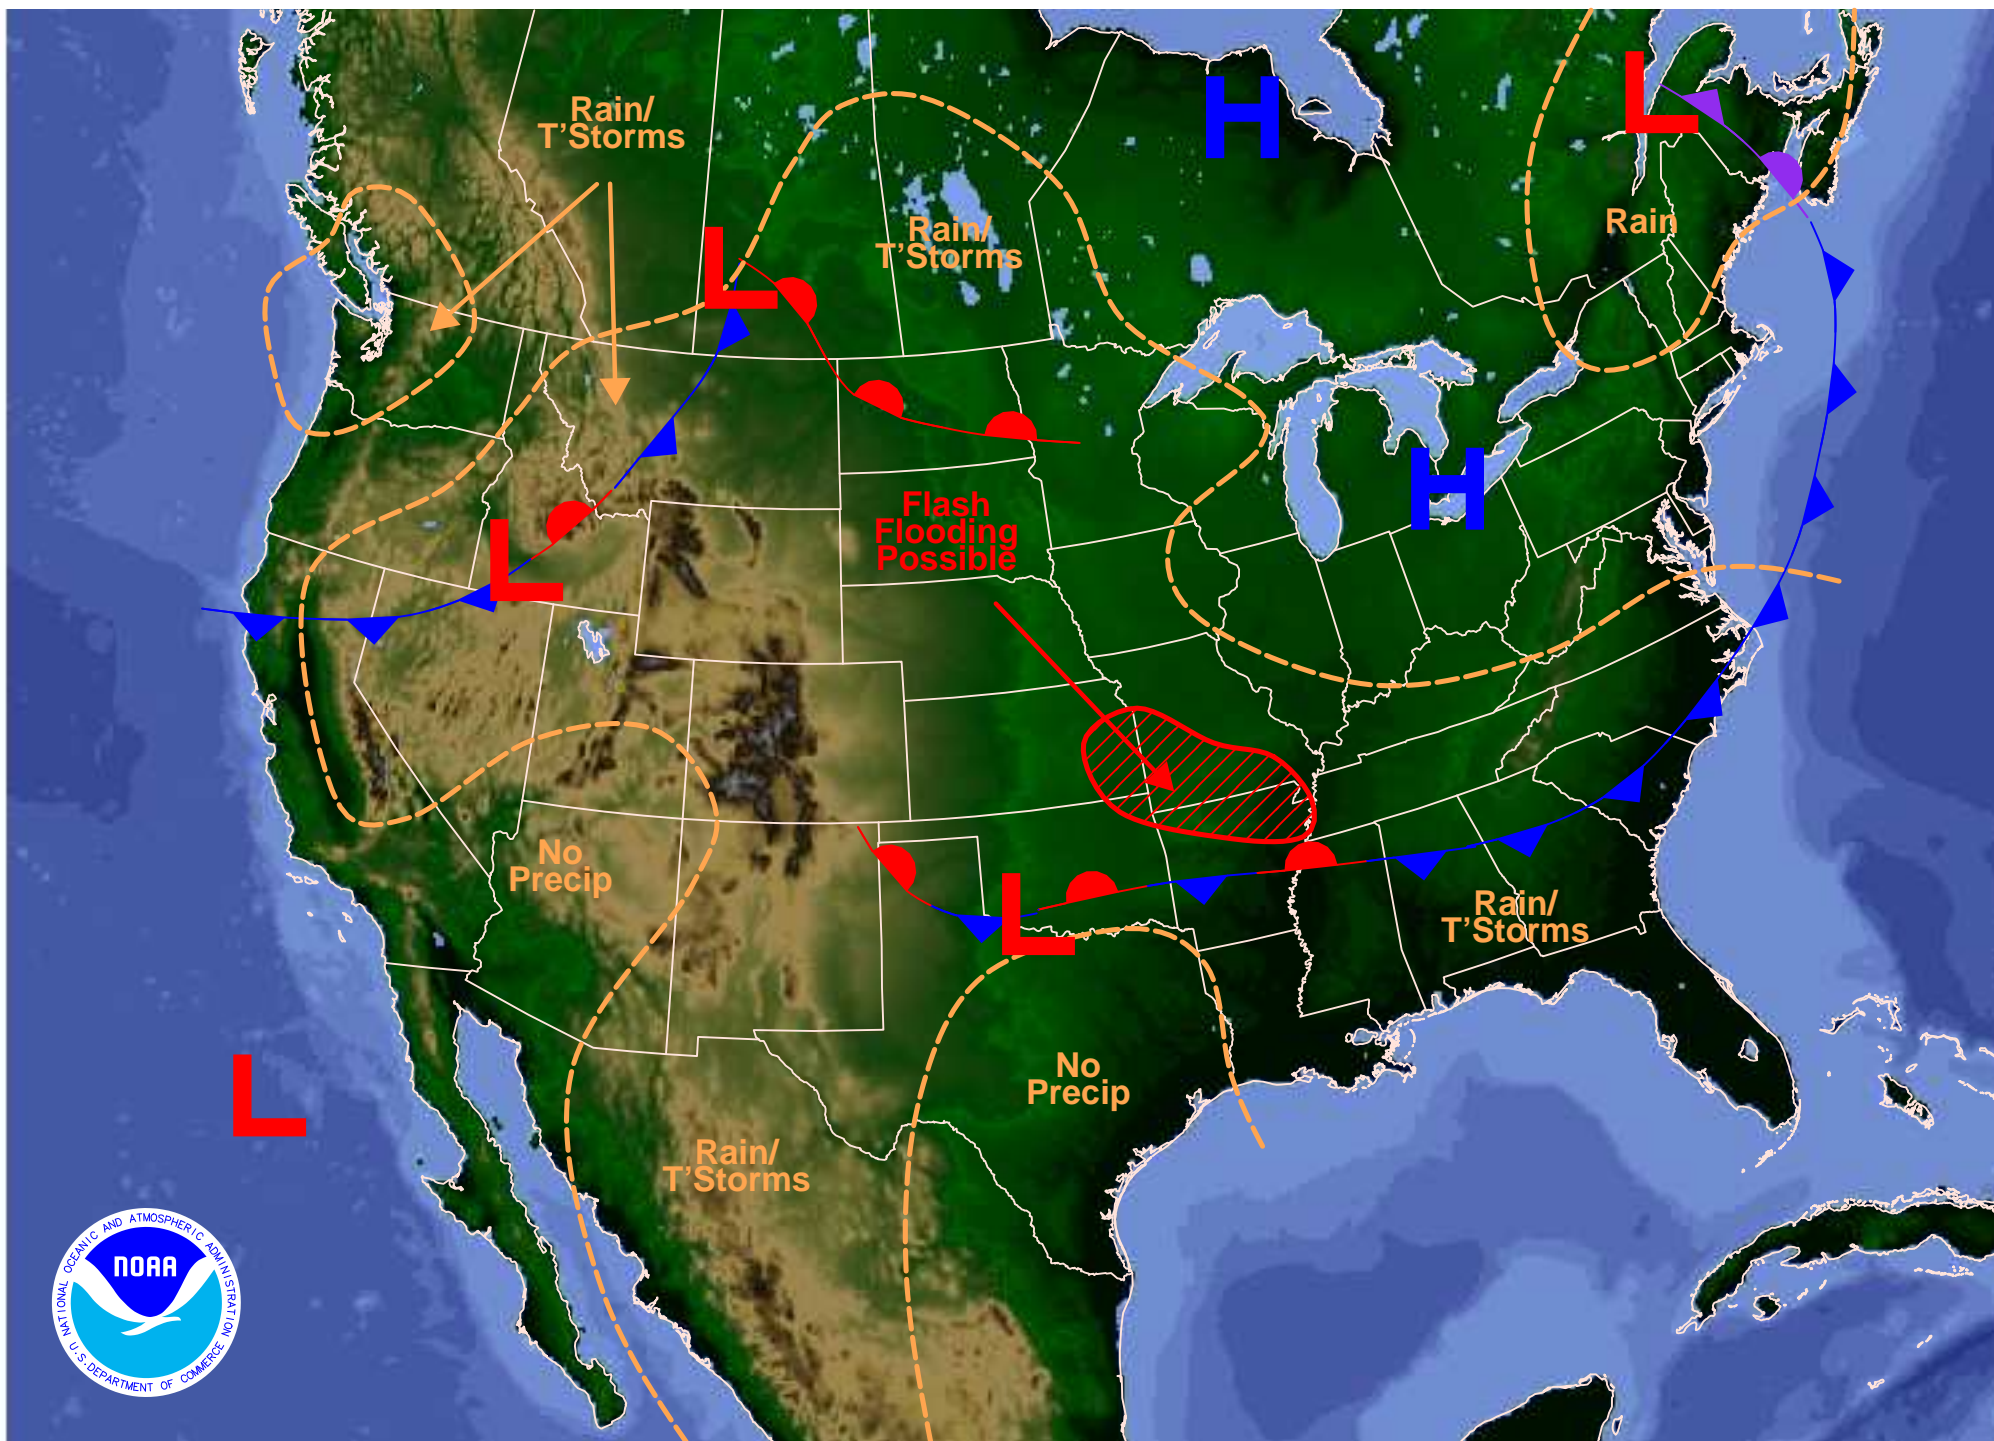 Rain/
T'Storms
H
L
Rain
Rain/
T'Storms
L
H
Flash
Flooding
Possible
L
No
Precip
L
Rain/
T'Storms
No
Precip
L
Rain/
T'Storms
NATIONAL OCEANIC AND ATMOSPHERIC ADMINISTRATION
NOAA
U.S. DEPARTMENT OF COMMERCE